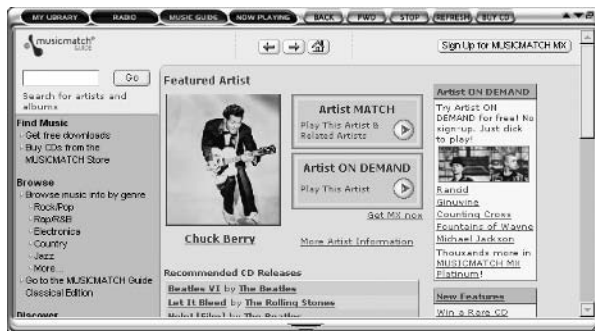 MY LIBRARY RADIO MUSIC GUIDE NOW PLAYING BACK FWD STOP REFRESH BUY CD
musicmatch®
GUIDE
Sign Up for MUSICMATCH MX
Go
Search for artists and
albums
Find Music
Get free downloads
Buy CDs from the
MUSICMATCH Store
Browse
Browse music info by genre
Rock/Pop
Rap/R&B
Electronica
Country
Jazz
More...
Go to the MUSICMATCH Guide
Classical Edition
Discover
Featured Artist
Chuck Berry
Artist MATCH
Play This Artist &
Related Artists
Artist ON DEMAND
Play This Artist
Get MX now
More Artist Information
Recommended CD Releases
Beatles VI by The Beatles
Let It Bleed by The Rolling Stones
Help! [Film] by The Beatles
Artist ON DEMAND
Try Artist ON
DEMAND for free! No
sign-up. Just click
to play!
Rancid
Ginuwine
Counting Crows
Fountains of Wayne
Michael Jackson
Thousands more in
MUSICMATCH MX
Platinum!
New Features
Win a Rare CD